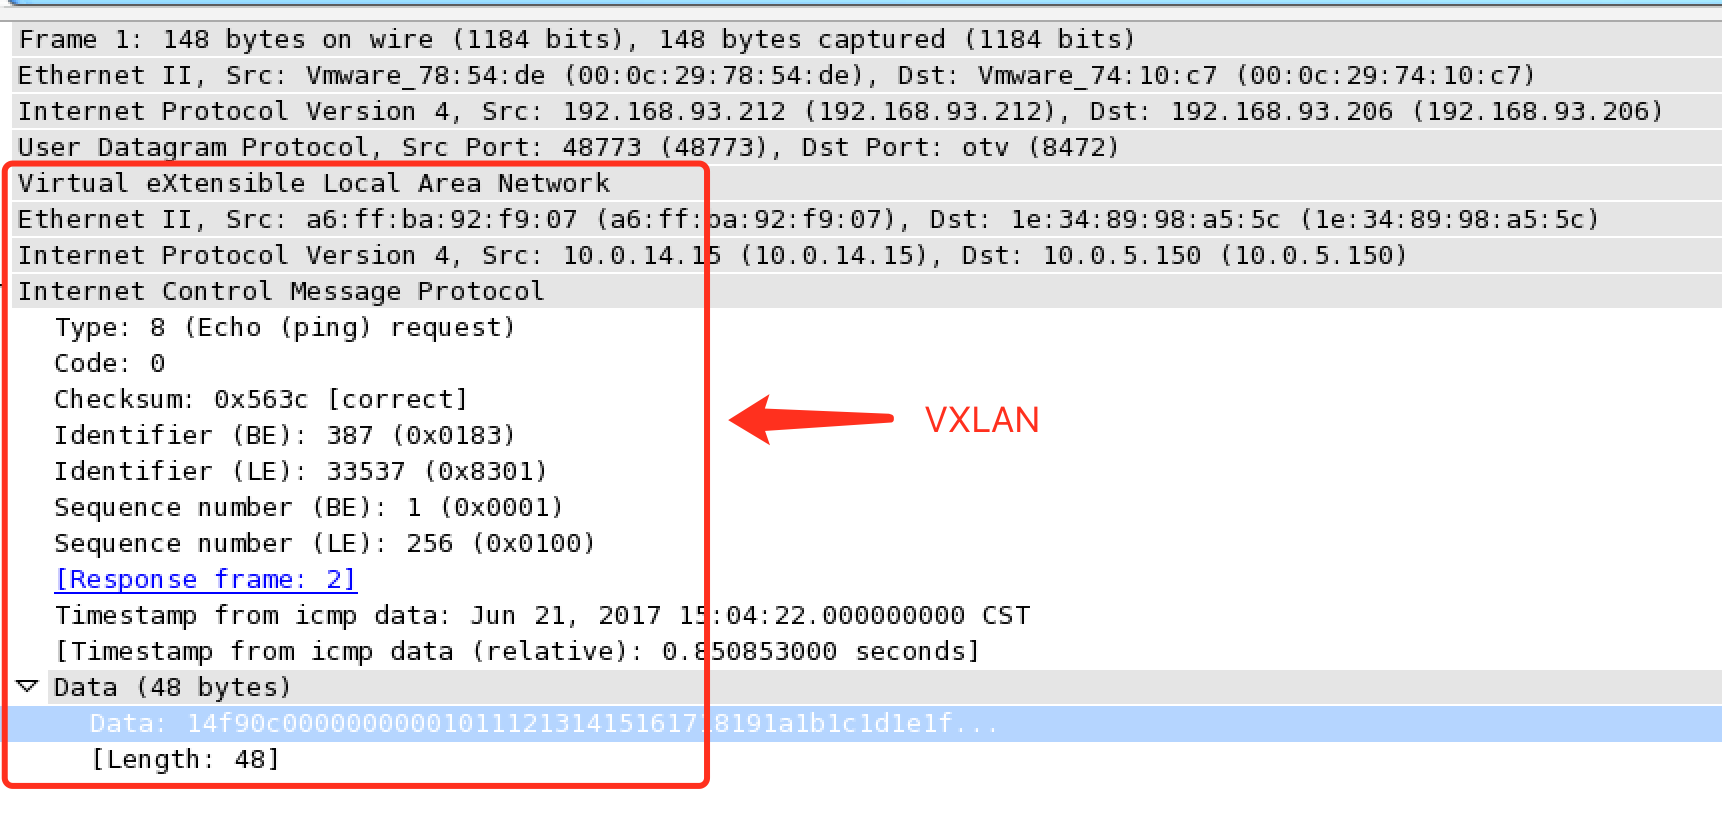 Frame 1: 148 bytes on wire (1184 bits), 148 bytes captured (1184 bits)
Ethernet II, Src: Vmware_78:54:de (00:0c:29:78:54:de), Dst: Vmware_74:10:c7 (00:0c:29:74:10:c7)
Internet Protocol Version 4, Src: 192.168.93.212 (192.168.93.212), Dst: 192.168.93.206 (192.168.93.206)
User Datagram Protocol, Src Port: 48773 (48773), Dst Port: otv (8472)
Virtual eXtensible Local Area Network
Ethernet II, Src: a6:ff:ba:92:f9:07 (a6:ff:ba:92:f9:07), Dst: 1e:34:89:98:a5:5c (1e:34:89:98:a5:5c)
Internet Protocol Version 4, Src: 10.0.14.15 (10.0.14.15), Dst: 10.0.5.150 (10.0.5.150)
Internet Control Message Protocol
Type: 8 (Echo (ping) request)
Code: 0
Checksum: 0x563c [correct]
VXLAN
Identifier (BE): 387 (0x0183)
Identifier (LE): 33537 (0x8301)
Sequence number (BE): 1 (0x0001)
Sequence number (LE): 256 (0x0100)
[Response frame: 2]
Timestamp from icmp data: Jun 21, 2017 15:04:22.000000000 CST
[Timestamp from icmp data (relative): 0.850853000 seconds]
Data (48 bytes)
Data: 14f90c0000000000101112131415161718191a1b1c1d1e1f...
[Length: 48]